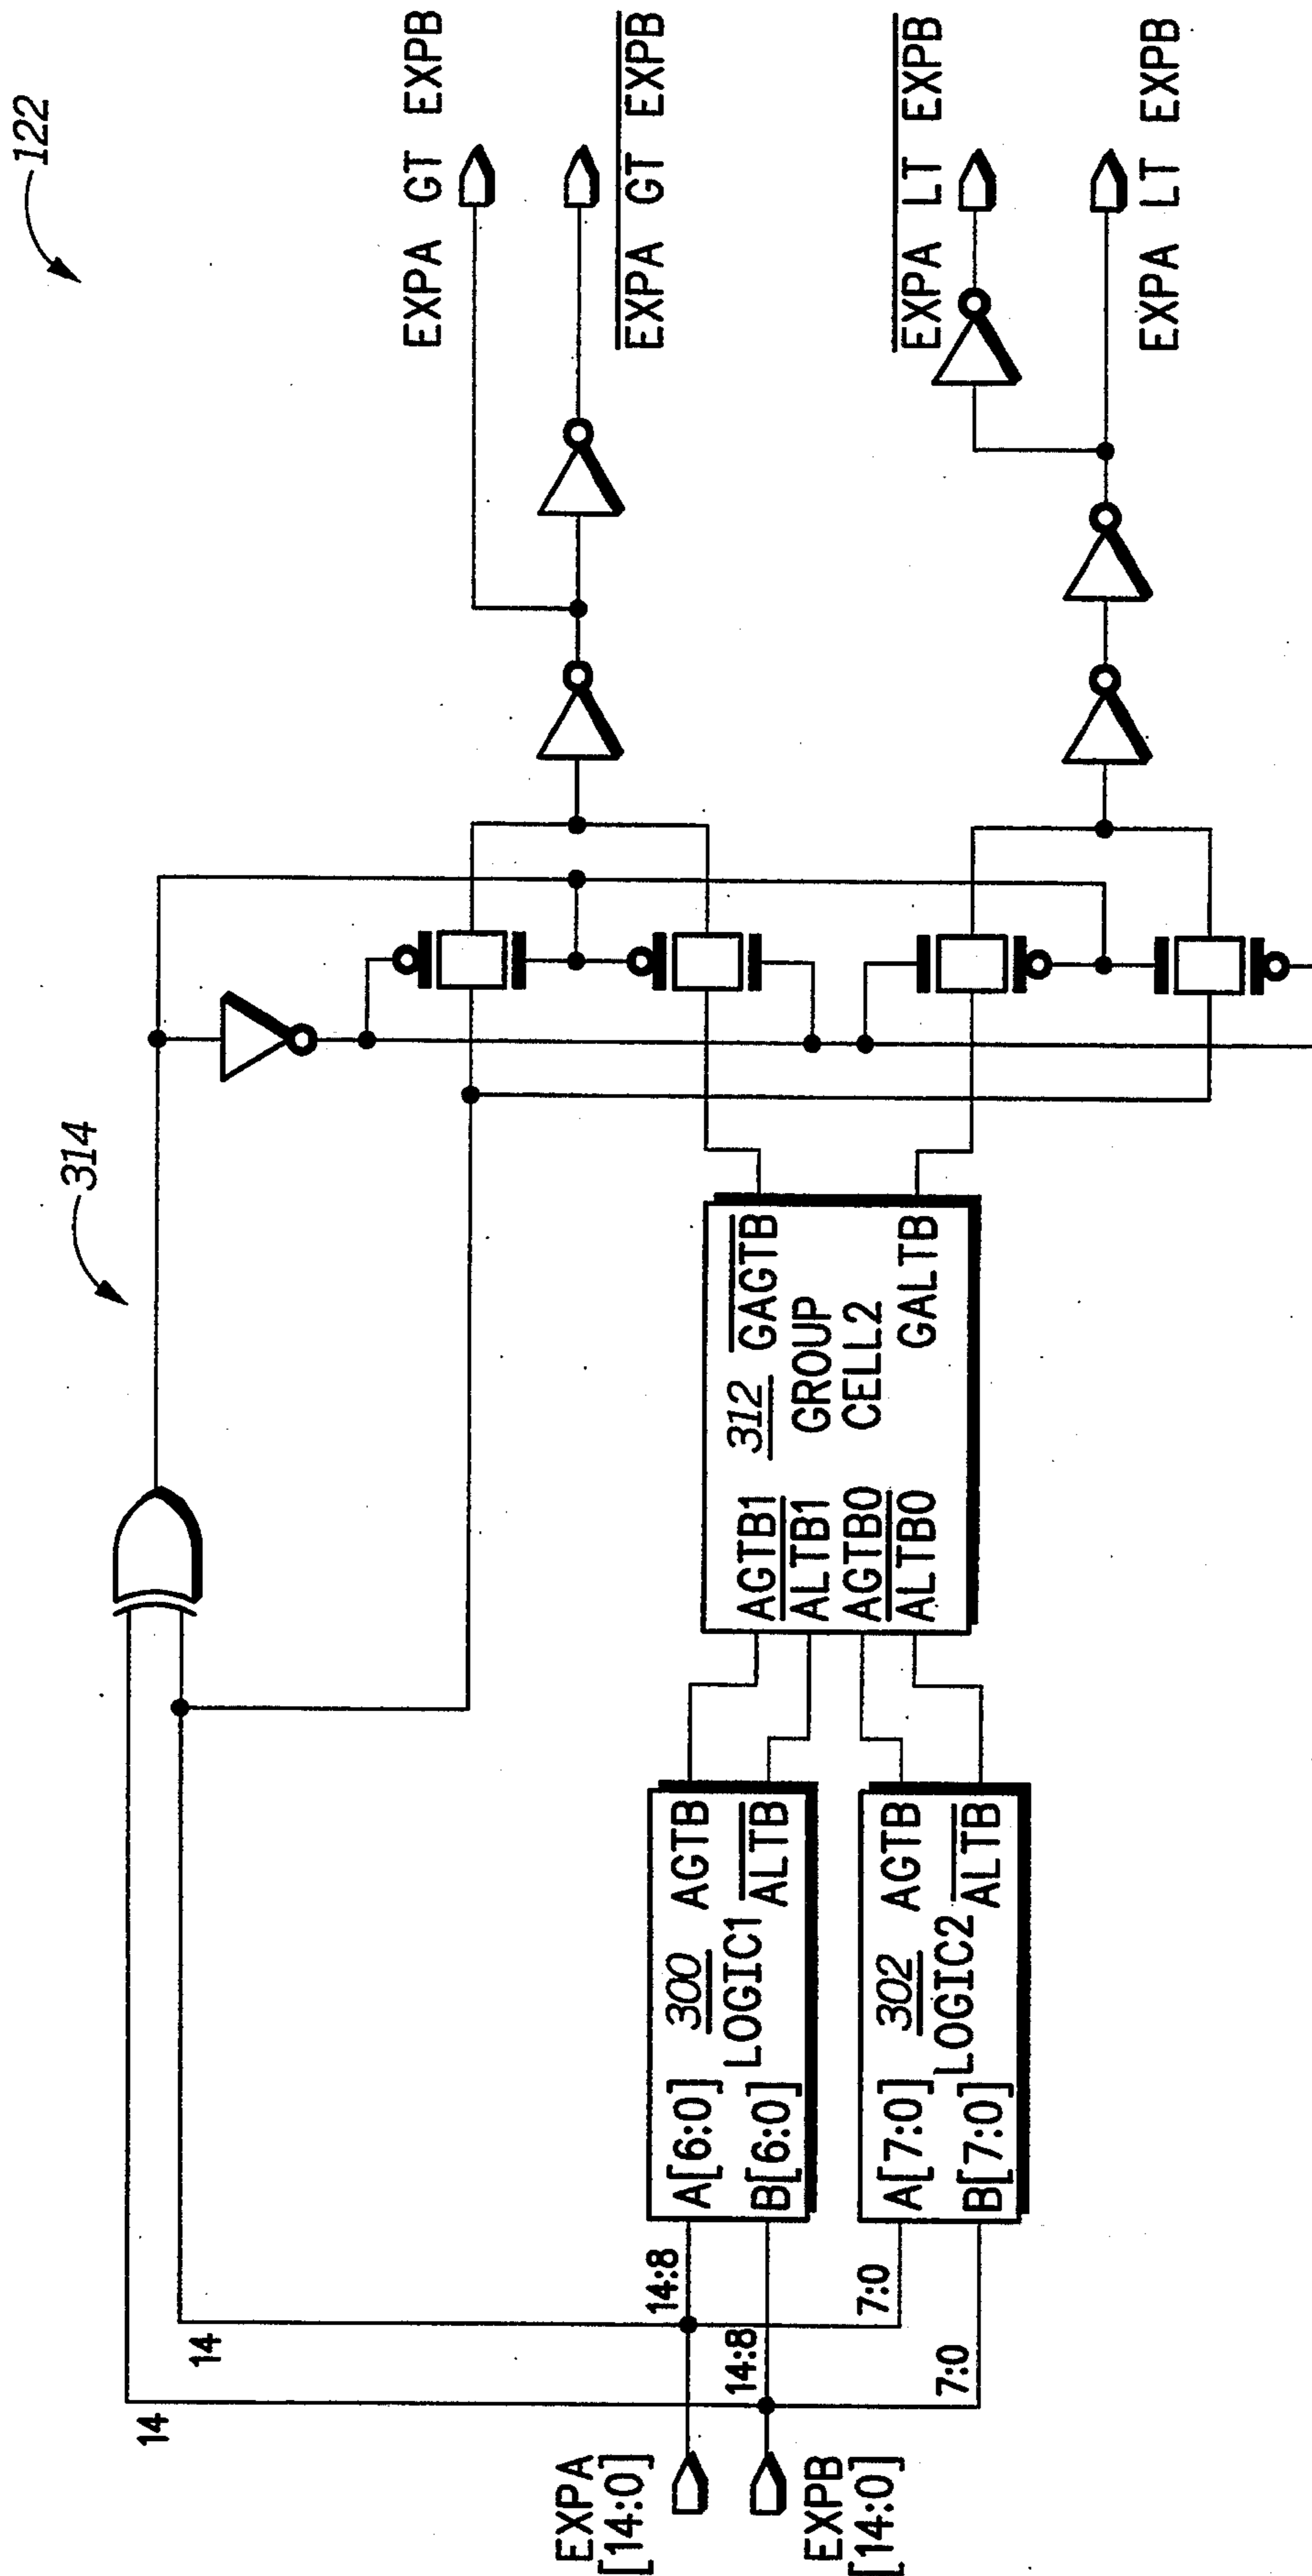 122
314
EXPA GT EXPB
EXPA GT EXPB
EXPA LT EXPB
EXPA LT EXPB
14
14
14:8
14:8
7:0
7:0
EXPA
[14:0]
EXPB
[14:0]
A[6:0] 300 AGTB
LOGIC1
B[6:0] ALTB
A[7:0] 302 AGTB
LOGIC2
B[7:0] ALTB
AGTB1 312 GAGTB
ALTB1 GROUP
AGTB0 CELL2
ALTB0 GALTB